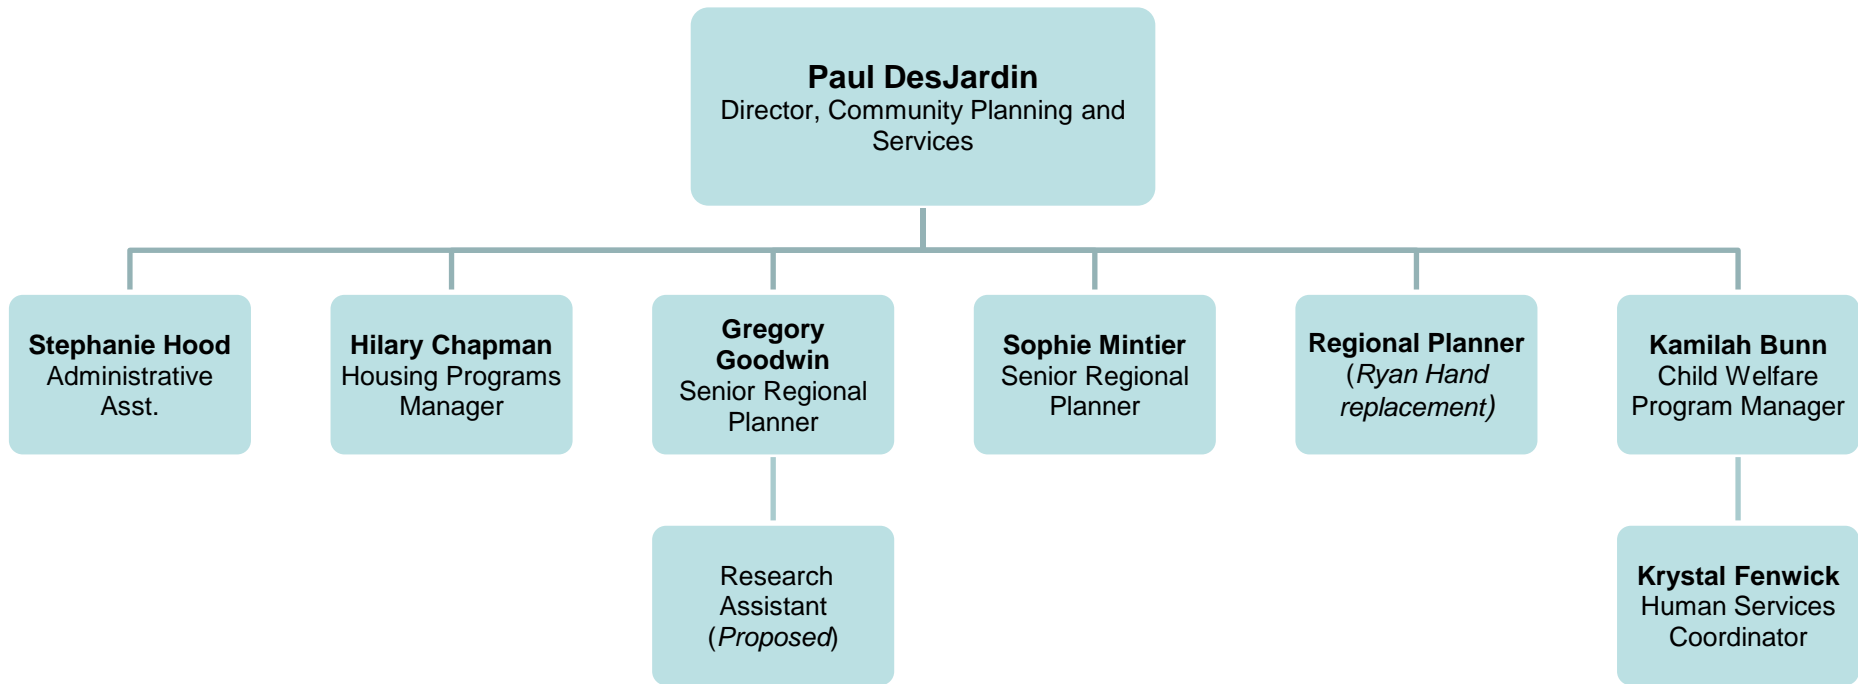 Paul DesJardin
Director, Community Planning and
Services
Stephanie Hood
Administrative
Asst.
Hilary Chapman
Housing Programs
Manager
Gregory
Goodwin
Senior Regional
Planner
Sophie Mintier
Senior Regional
Planner
Regional Planner
(Ryan Hand
replacement)
Kamilah Bunn
Child Welfare
Program Manager
Research
Assistant
(Proposed)
Krystal Fenwick
Human Services
Coordinator